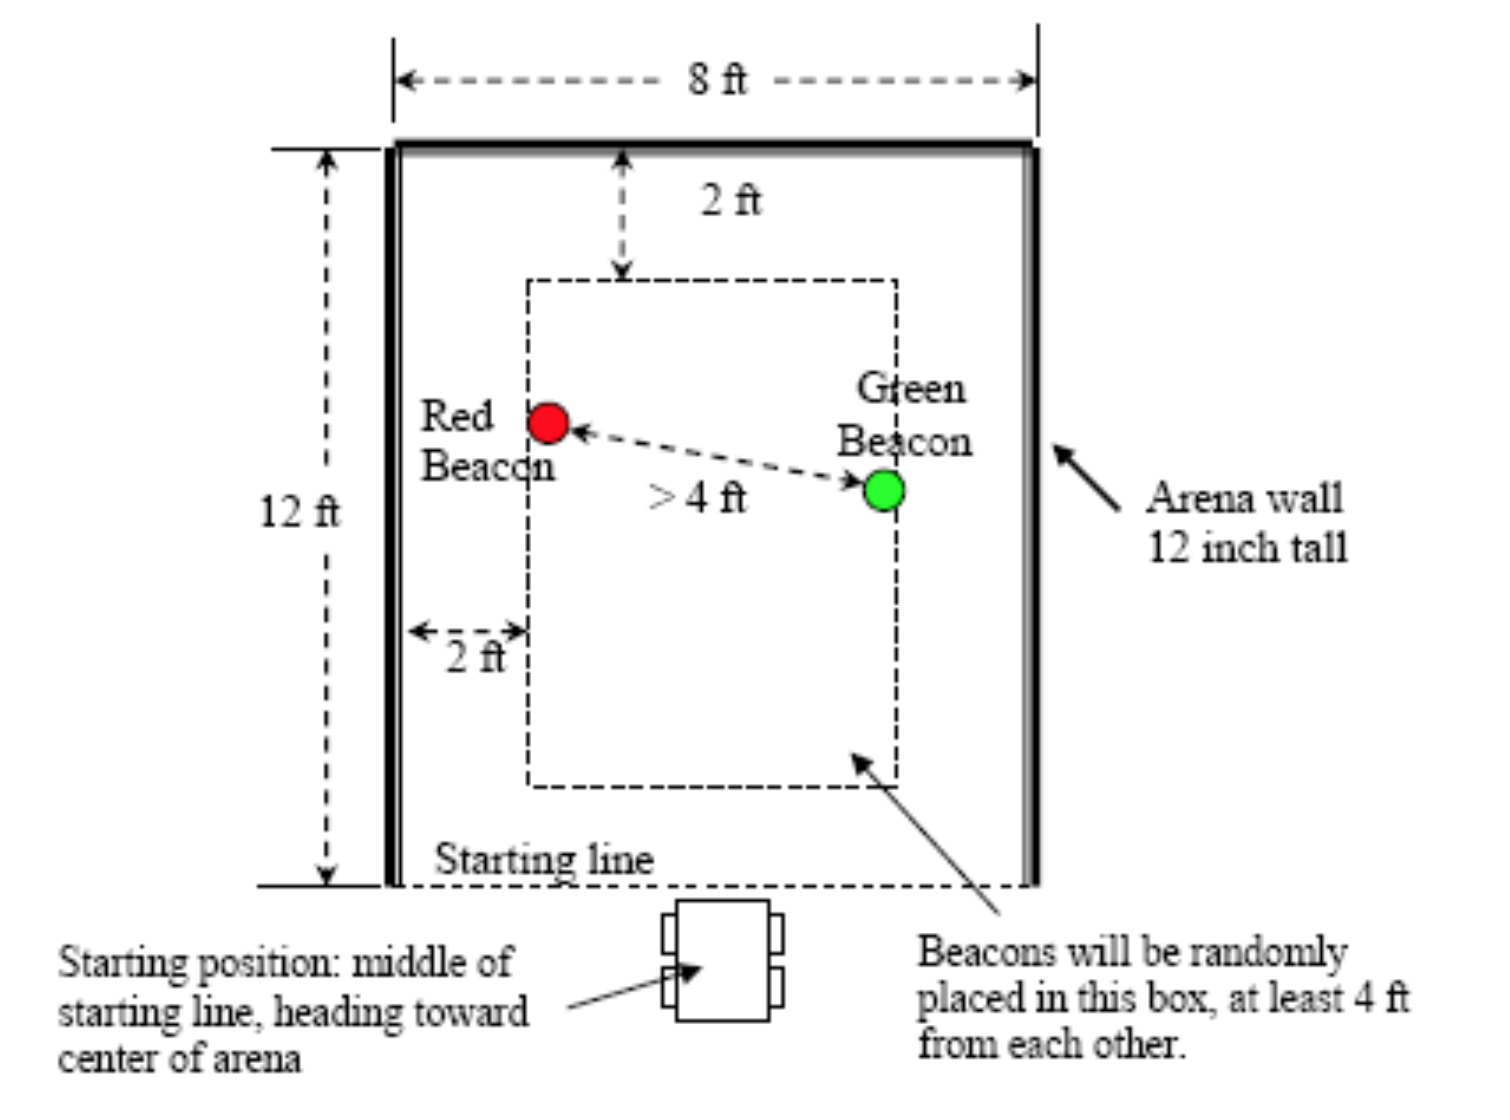 8 ft
2 ft
Green
Beacon
Red
Beacon
> 4 ft
12 ft
Arena wall
12 inch tall
2 ft
Starting line
Starting position: middle of
starting line, heading toward
center of arena
Beacons will be randomly
placed in this box, at least 4 ft
from each other.